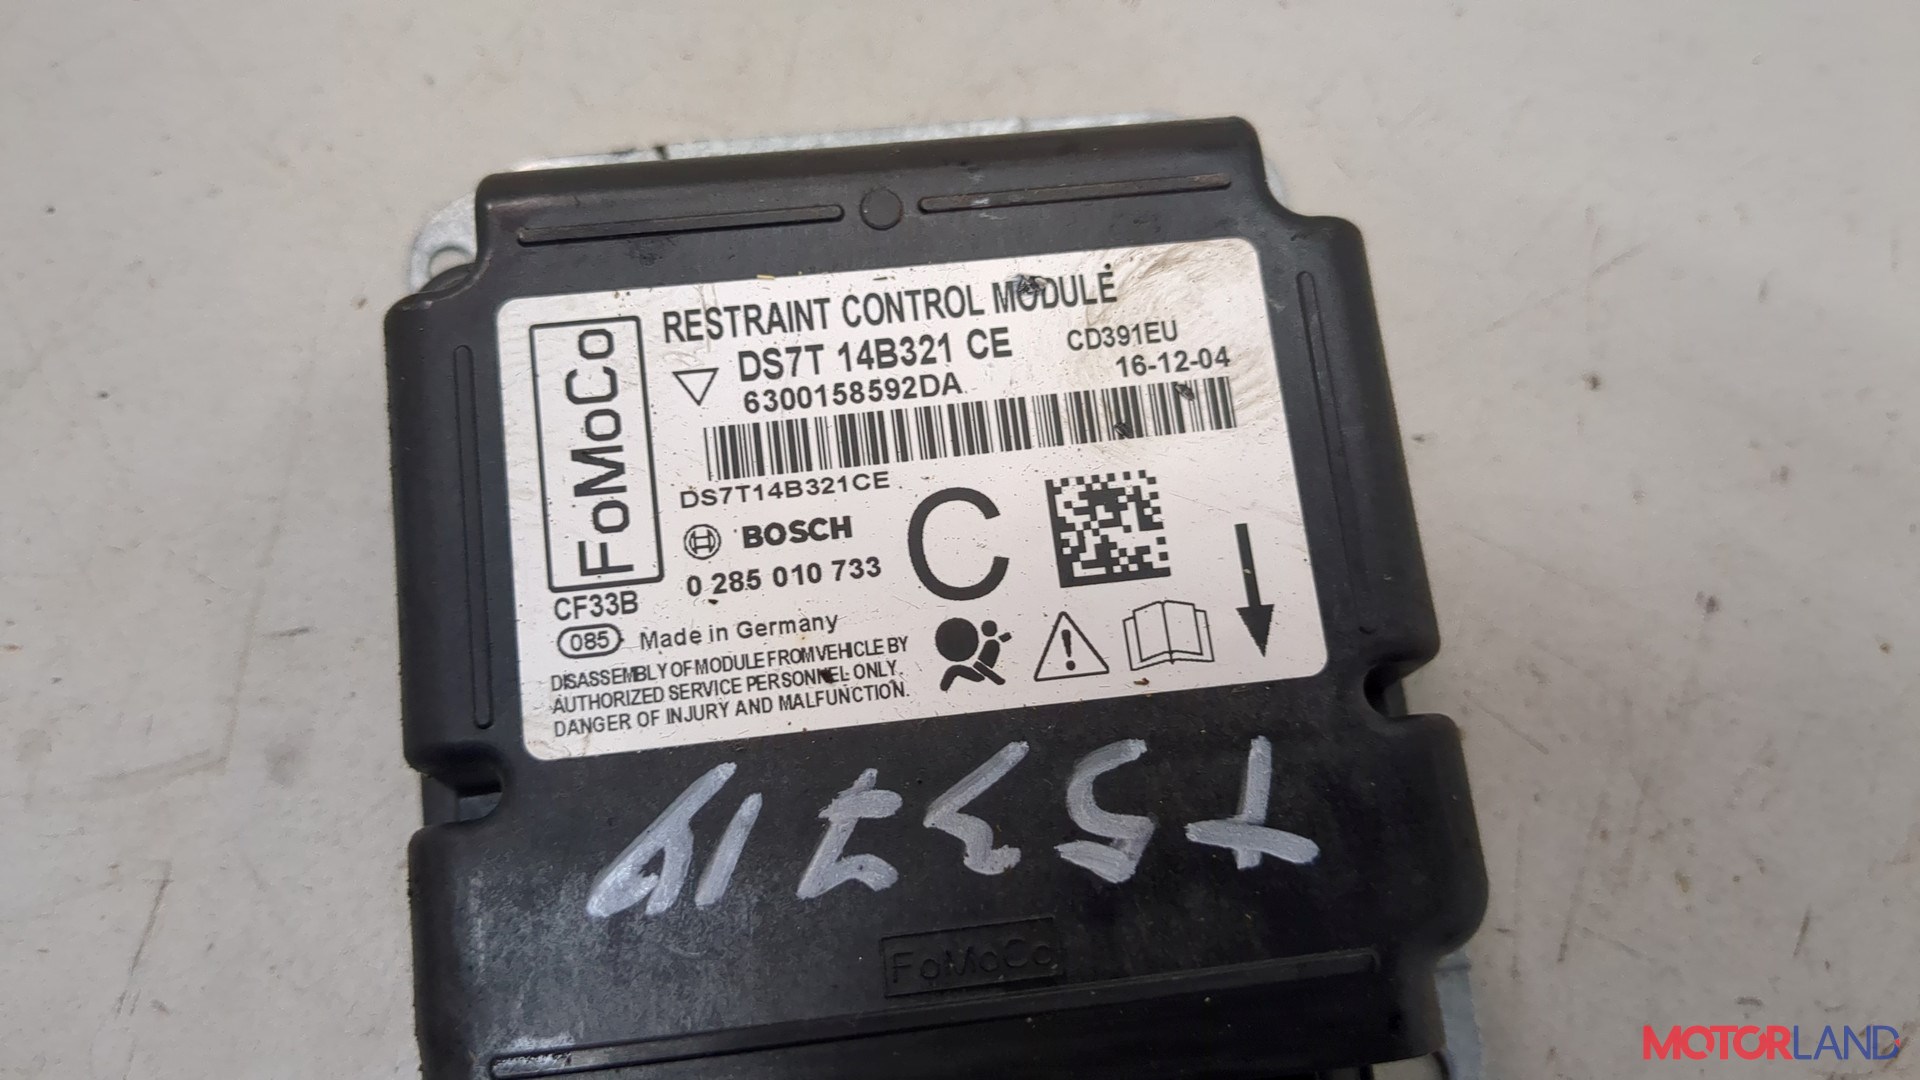 RESTRAINT CONTROL MODULE
DS7T 14B321 CE
CD391EU
6300158592DA
16-12-04
FoMoCo
DS7T14B321CE
BOSCH
C
0 285 010 733
CF33B
085
Made in Germany
DISASSEMBLY OF MODULE FROM VEHICLE BY
AUTHORIZED SERVICE PERSONNEL ONLY.
DANGER OF INJURY AND MALFUNCTION.
FoMoCo
MOTORLAND